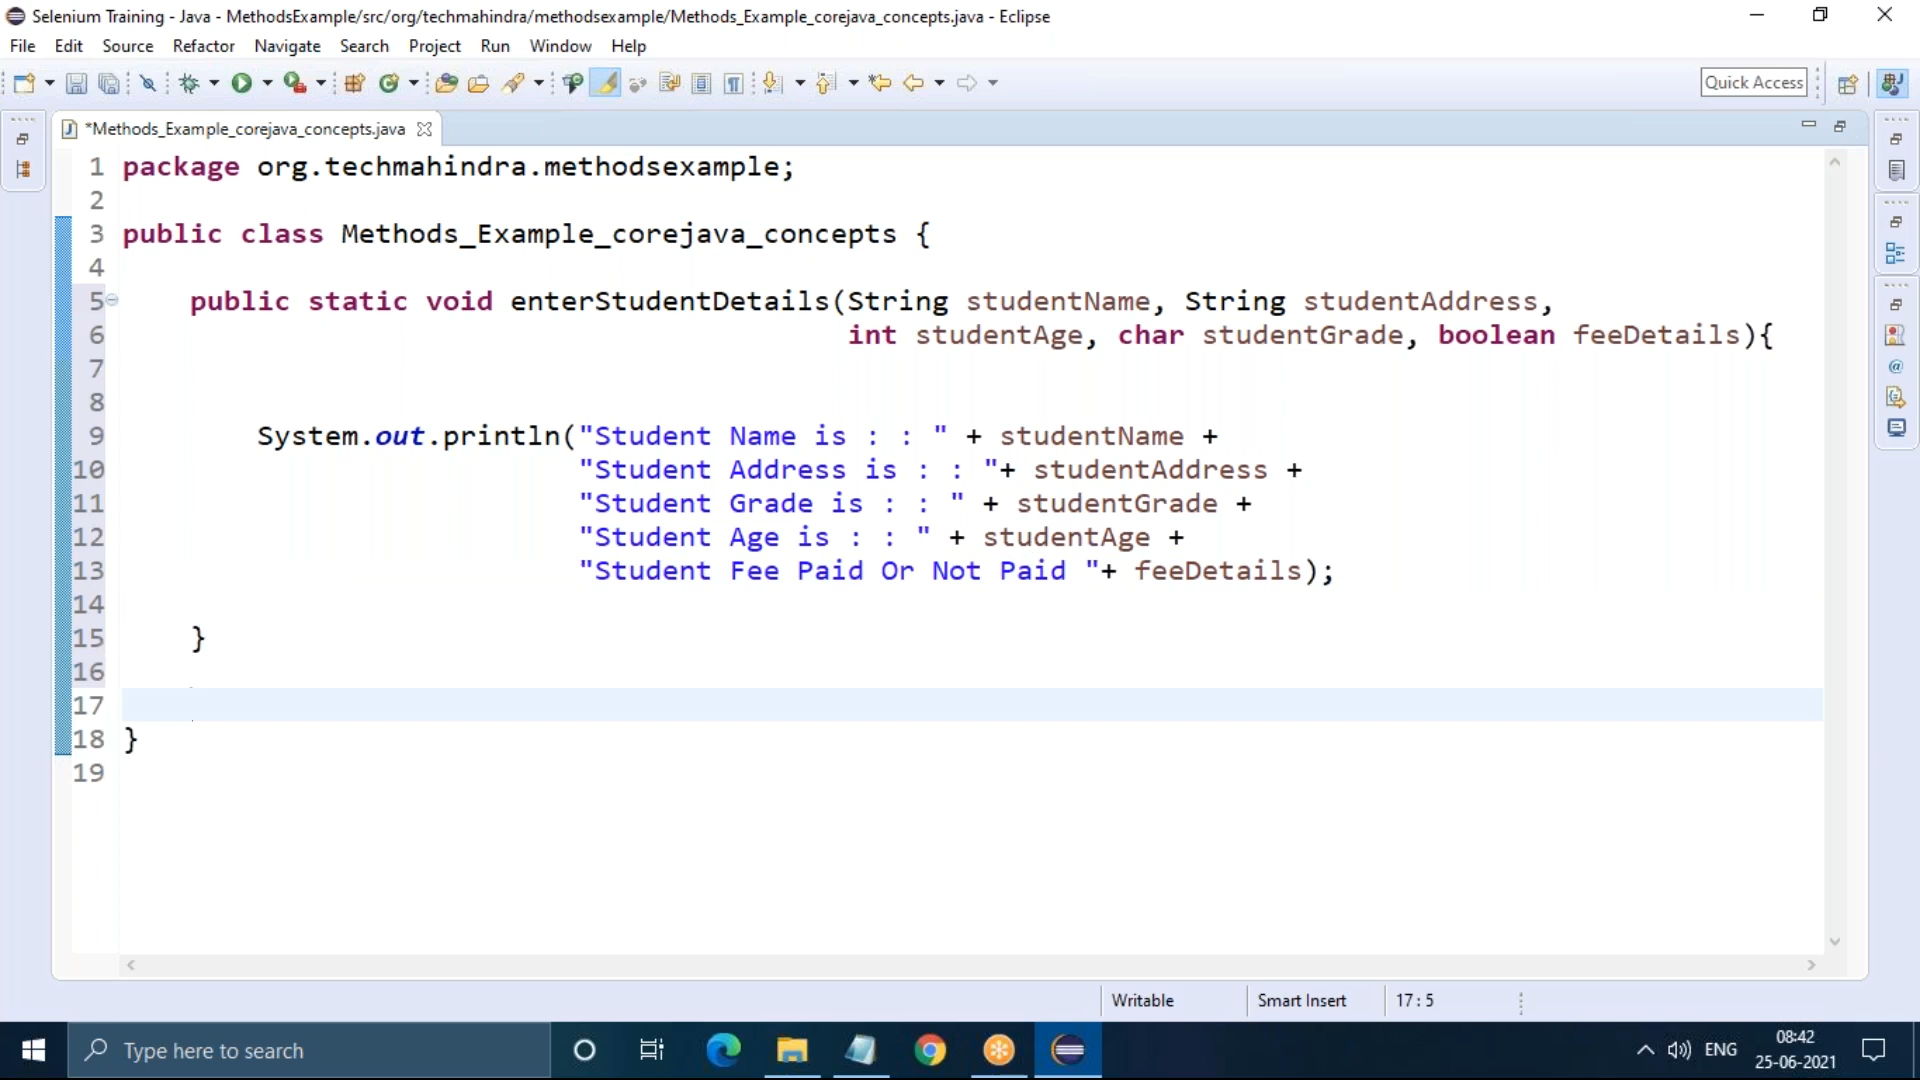 Selenium Training - Java - MethodsExample/src/org/techmahindra/methodsexample/Methods_Example_corejava_concepts.java - Eclipse
File Edit Source Refactor Navigate Search Project Run Window Help
Quick Access
*Methods_Example_corejava_concepts.java
1 package org.techmahindra.methodsexample;
2
3 public class Methods_Example_corejava_concepts {
4
5 public static void enterStudentDetails(String studentName, String studentAddress,
6 int studentAge, char studentGrade, boolean feeDetails){
7
8
9 System.out.println("Student Name is : : " + studentName +
10 "Student Address is : : "+ studentAddress +
11 "Student Grade is : : " + studentGrade +
12 "Student Age is : : " + studentAge +
13 "Student Fee Paid Or Not Paid "+ feeDetails);
14
15 }
16
17
18 }
19
Writable Smart Insert 17 : 5
Type here to search
ENG
08:42
25-06-2021